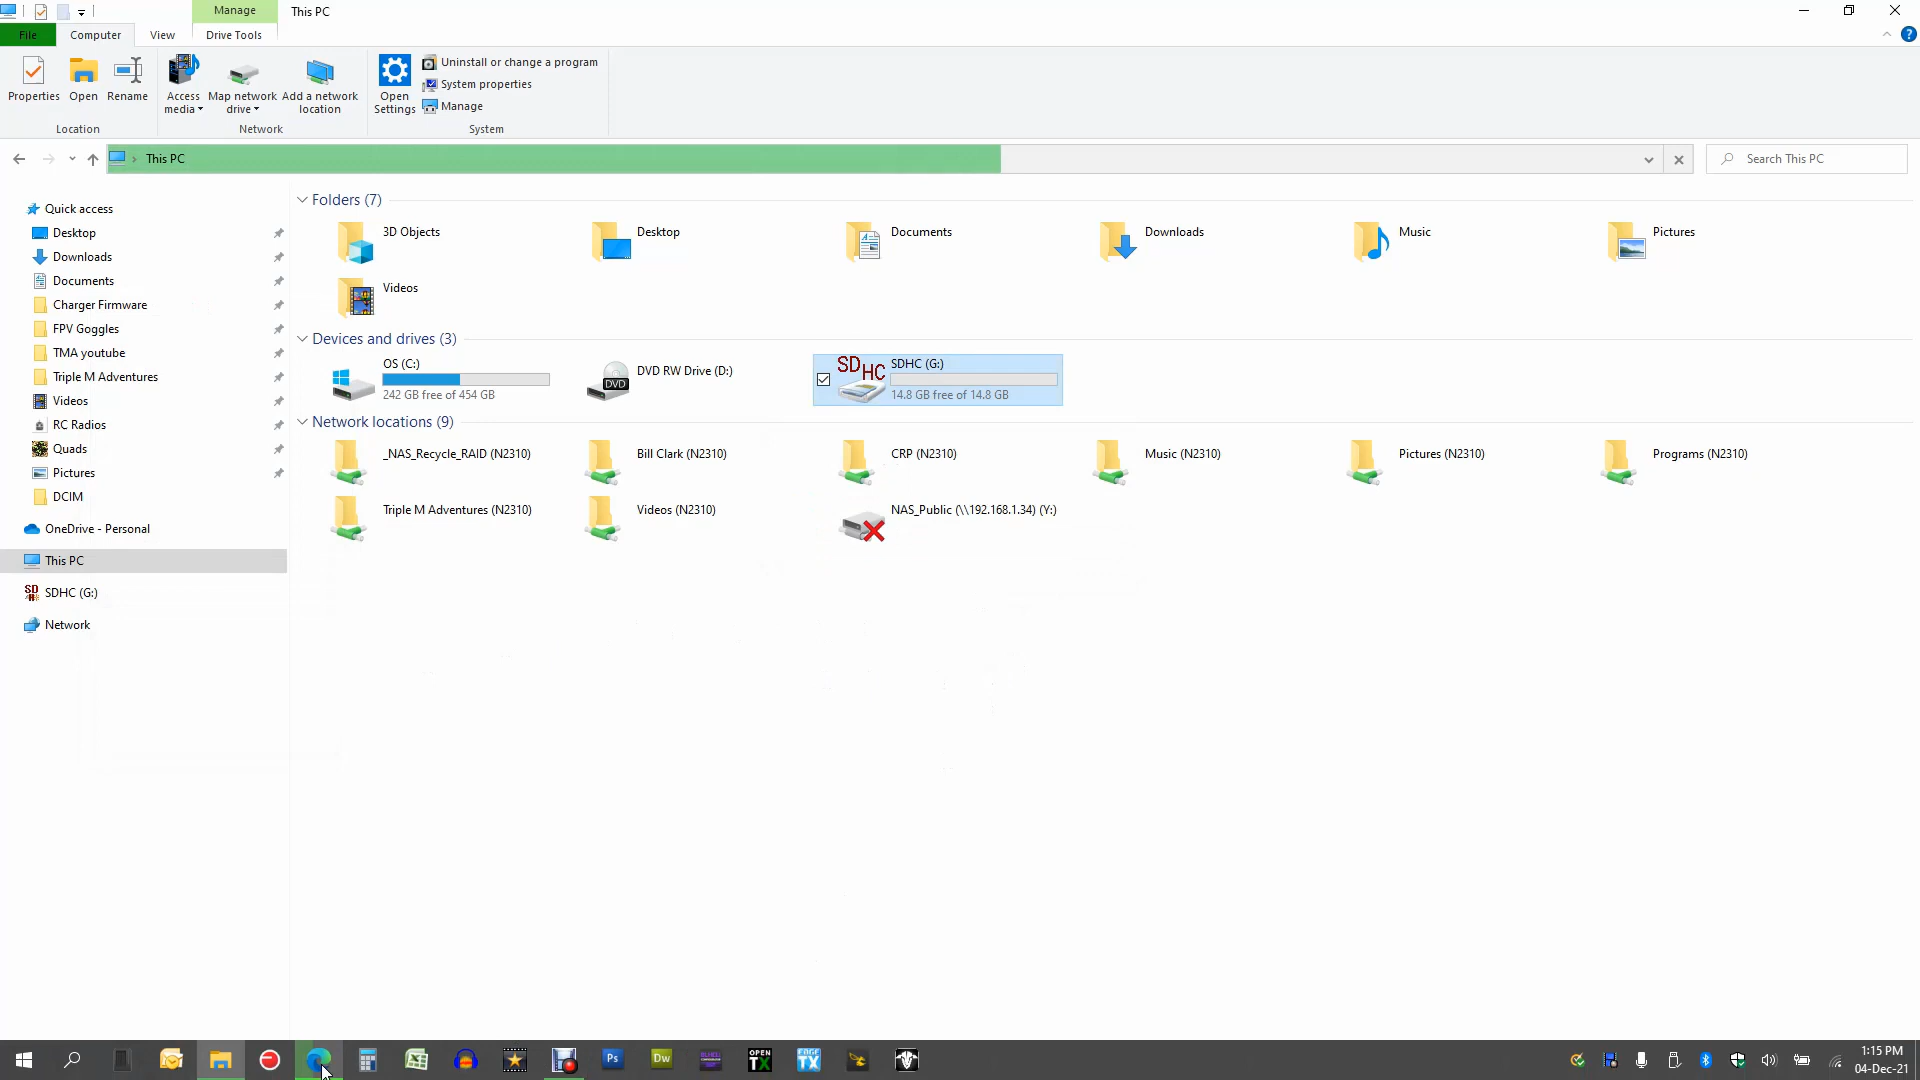 Manage
This PC
File
Computer
View
Drive Tools
Properties
Open
Rename
Access media
Map network drive
Add a network location
Open Settings
Uninstall or change a program
System properties
Manage
Location
Network
System
This PC
Search This PC
Quick access
Desktop
Downloads
Documents
Charger Firmware
FPV Goggles
TMA youtube
Triple M Adventures
Videos
RC Radios
Quads
Pictures
DCIM
OneDrive - Personal
This PC
SDHC (G:)
Network
Folders (7)
3D Objects
Desktop
Documents
Downloads
Music
Pictures
Videos
Devices and drives (3)
OS (C:)
242 GB free of 454 GB
DVD
DVD RW Drive (D:)
SDHC
SDHC (G:)
14.8 GB free of 14.8 GB
Network locations (9)
_NAS_Recycle_RAID (N2310)
Bill Clark (N2310)
CRP (N2310)
Music (N2310)
Pictures (N2310)
Programs (N2310)
Triple M Adventures (N2310)
Videos (N2310)
NAS_Public (\\192.168.1.34) (Y:)
Ps
Dw
OPEN TX
TX
1:15 PM
04-Dec-21